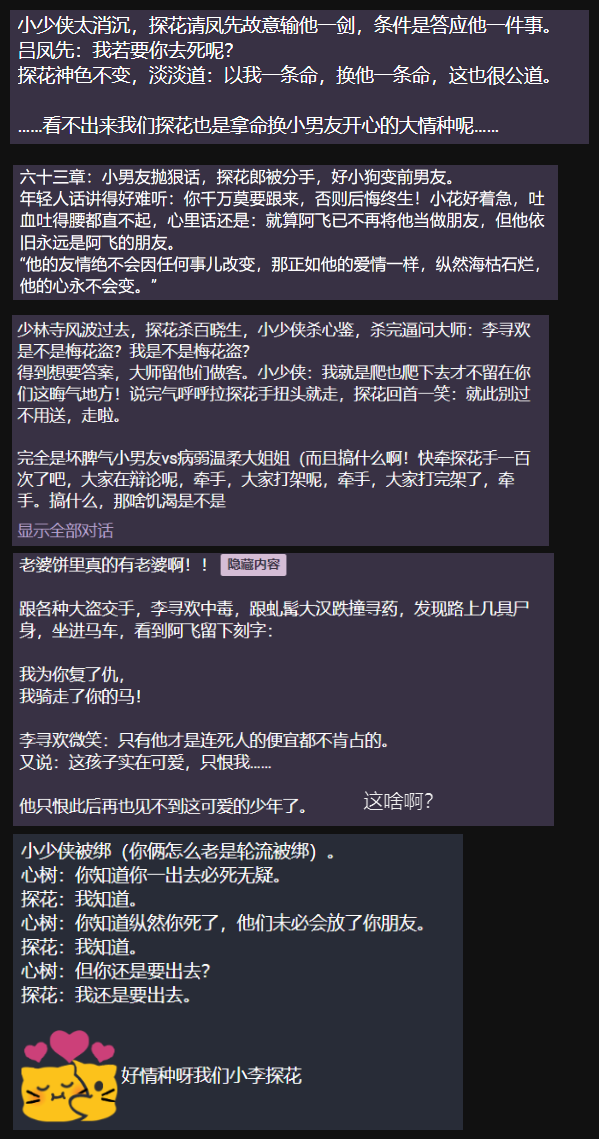 小少侠太消沉，探花请凤先故意输他一剑，条件是答应他一件事。
吕凤先：我若要你去死呢？
探花神色不变，淡淡道：以我一条命，换他一条命，这也很公道。
……看不出来我们探花也是拿命换小男友开心的大情种呢……
六十三章：小男友抛狠话，探花郎被分手，好小狗变前男友。
年轻人话讲得好难听：你千万莫要跟来，否则后悔终生！小花好着急，吐
血吐得腰都直不起，心里话还是：就算阿飞已不再将他当做朋友，但他依
旧永远是阿飞的朋友。
“他的友情绝不会因任何事儿改变，那正如他的爱情一样，纵然海枯石烂，
他的心永不会变。”
少林寺风波过去，探花杀百晓生，小少侠杀心鉴，杀完逼问大师：李寻欢
是不是梅花盗？我是不是梅花盗？
得到想要答案，大师留他们做客。小少侠：我就是爬也爬下去才不留在你
们这晦气地方！说完气呼呼拉探花手扭头就走，探花回首一笑：就此别过
不用送，走啦。
完全是坏脾气小男友vs病弱温柔大姐姐（而且搞什么啊！快牵探花手一百
次了吧，大家在辩论呢，牵手，大家打架呢，牵手，大家打完架了，牵
手。搞什么，那啥饥渴是不是
显示全部对话
老婆饼里真的有老婆啊！！ 隐藏内容
跟各种大盗交手，李寻欢中毒，跟虬髯大汉跌撞寻药，发现路上几具尸
身，坐进马车，看到阿飞留下刻字：
我为你复了仇，
我骑走了你的马！
李寻欢微笑：只有他才是连死人的便宜都不肯占的。
又说：这孩子实在可爱，只恨我……
他只恨此后再也见不到这可爱的少年了。 这啥啊？
小少侠被绑（你俩怎么老是轮流被绑）。
心树：你知道你一出去必死无疑。
探花：我知道。
心树：你知道纵然你死了，他们未必会放了你朋友。
探花：我知道。
心树：但你还是要出去？
探花：我还是要出去。
好情种呀我们小李探花